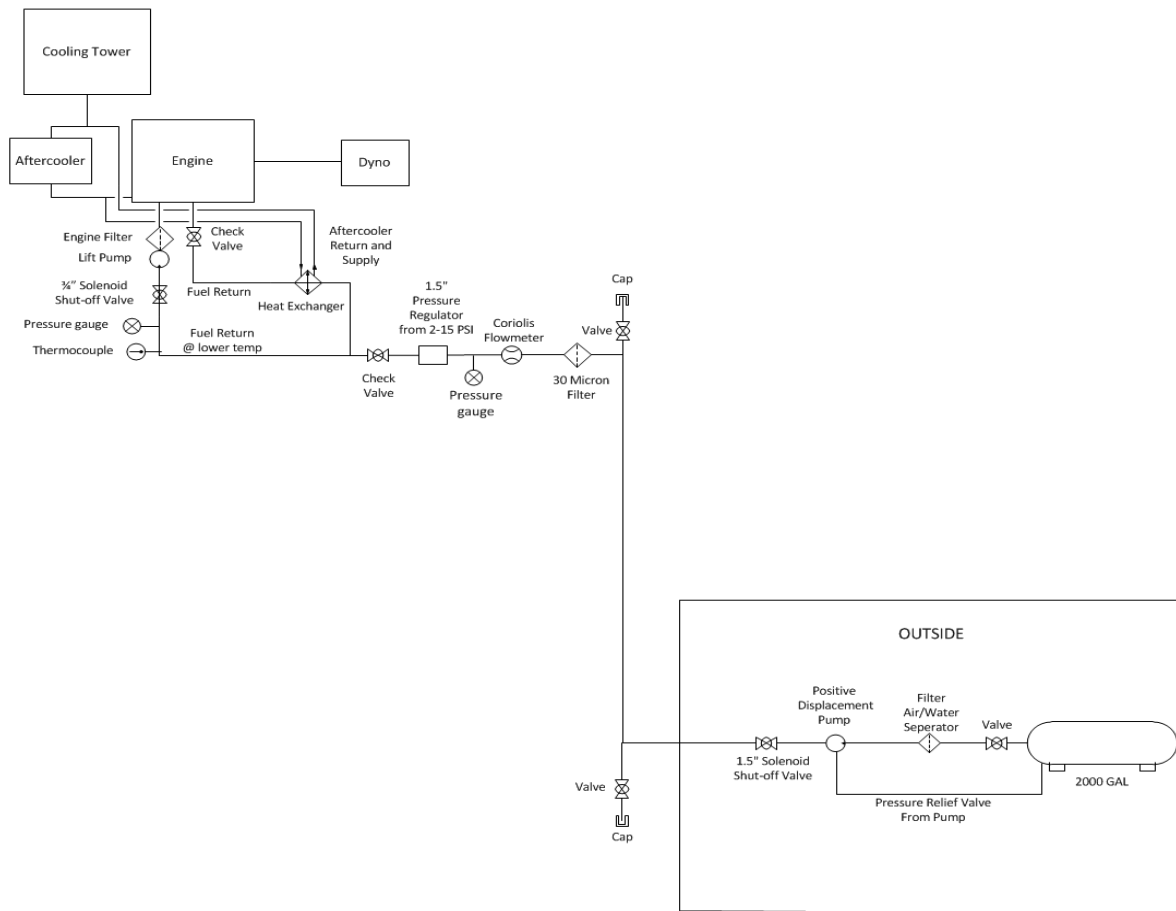 Cooling Tower
Aftercooler
Engine
Dyno
Engine Filter
Lift Pump
Check
Valve
Aftercooler
Return and
Supply
¾" Solenoid
Shut-off Valve
Fuel Return
Heat Exchanger
Pressure gauge
Thermocouple
Fuel Return
@ lower temp
1.5"
Pressure
Regulator
from 2-15 PSI
Coriolis
Flowmeter
Cap
Valve
Check
Valve
Pressure
gauge
30 Micron
Filter
OUTSIDE
Positive
Displacement
Pump
Filter
Air/Water
Seperator
Valve
1.5" Solenoid
Shut-off Valve
2000 GAL
Pressure Relief Valve
From Pump
Valve
Cap